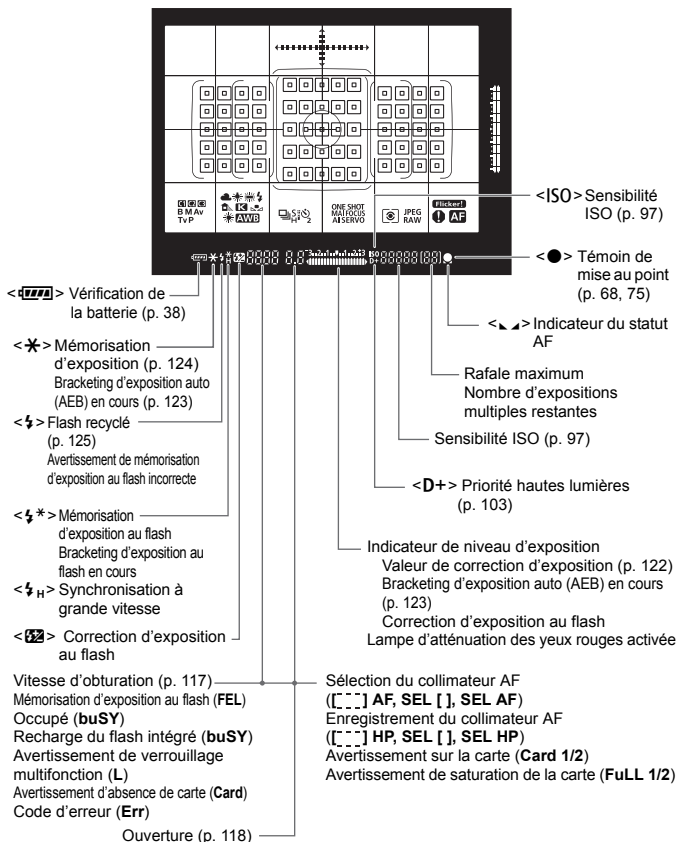 B M Av
Tv P
K
AWB
S
H
ONE SHOT
MAI FOCUS
AI SERVO
JPEG
RAW
Flicker!
AF
ISO
D+
<ISO> Sensibilité
ISO (p. 97)
<●> Témoin de
mise au point
(p. 68, 75)
<◣ ◢> Indicateur du statut
AF
Rafale maximum
Nombre d'expositions
multiples restantes
Sensibilité ISO (p. 97)
<D+> Priorité hautes lumières
(p. 103)
Indicateur de niveau d'exposition
Valeur de correction d'exposition (p. 122)
Bracketing d'exposition auto (AEB) en cours
(p. 123)
Correction d'exposition au flash
Lampe d'atténuation des yeux rouges activée
< > Vérification de
la batterie (p. 38)
<✱> Mémorisation
d'exposition (p. 124)
Bracketing d'exposition auto
(AEB) en cours (p. 123)
<⚡> Flash recyclé
(p. 125)
Avertissement de mémorisation
d'exposition au flash incorrecte
<⚡*> Mémorisation
d'exposition au flash
Bracketing d'exposition au
flash en cours
<⚡H> Synchronisation à
grande vitesse
< > Correction d'exposition
au flash
Vitesse d'obturation (p. 117)
Mémorisation d'exposition au flash (FEL)
Occupé (buSY)
Recharge du flash intégré (buSY)
Avertissement de verrouillage
multifonction (L)
Avertissement d'absence de carte (Card)
Code d'erreur (Err)
Ouverture (p. 118)
Sélection du collimateur AF
([ ] AF, SEL [ ], SEL AF)
Enregistrement du collimateur AF
([ ] HP, SEL [ ], SEL HP)
Avertissement sur la carte (Card 1/2)
Avertissement de saturation de la carte (FuLL 1/2)